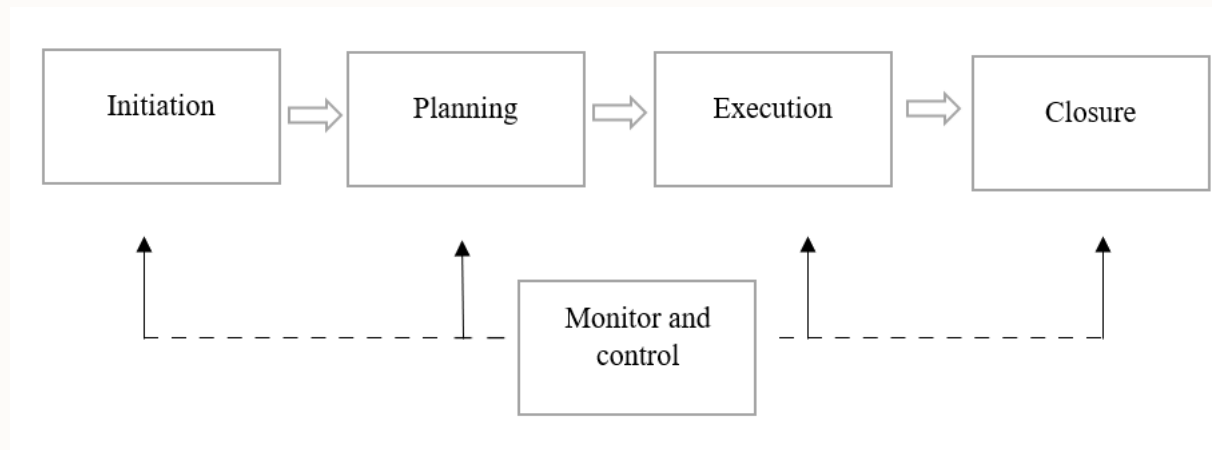 Initiation
Planning
Execution
Closure
Monitor and
control